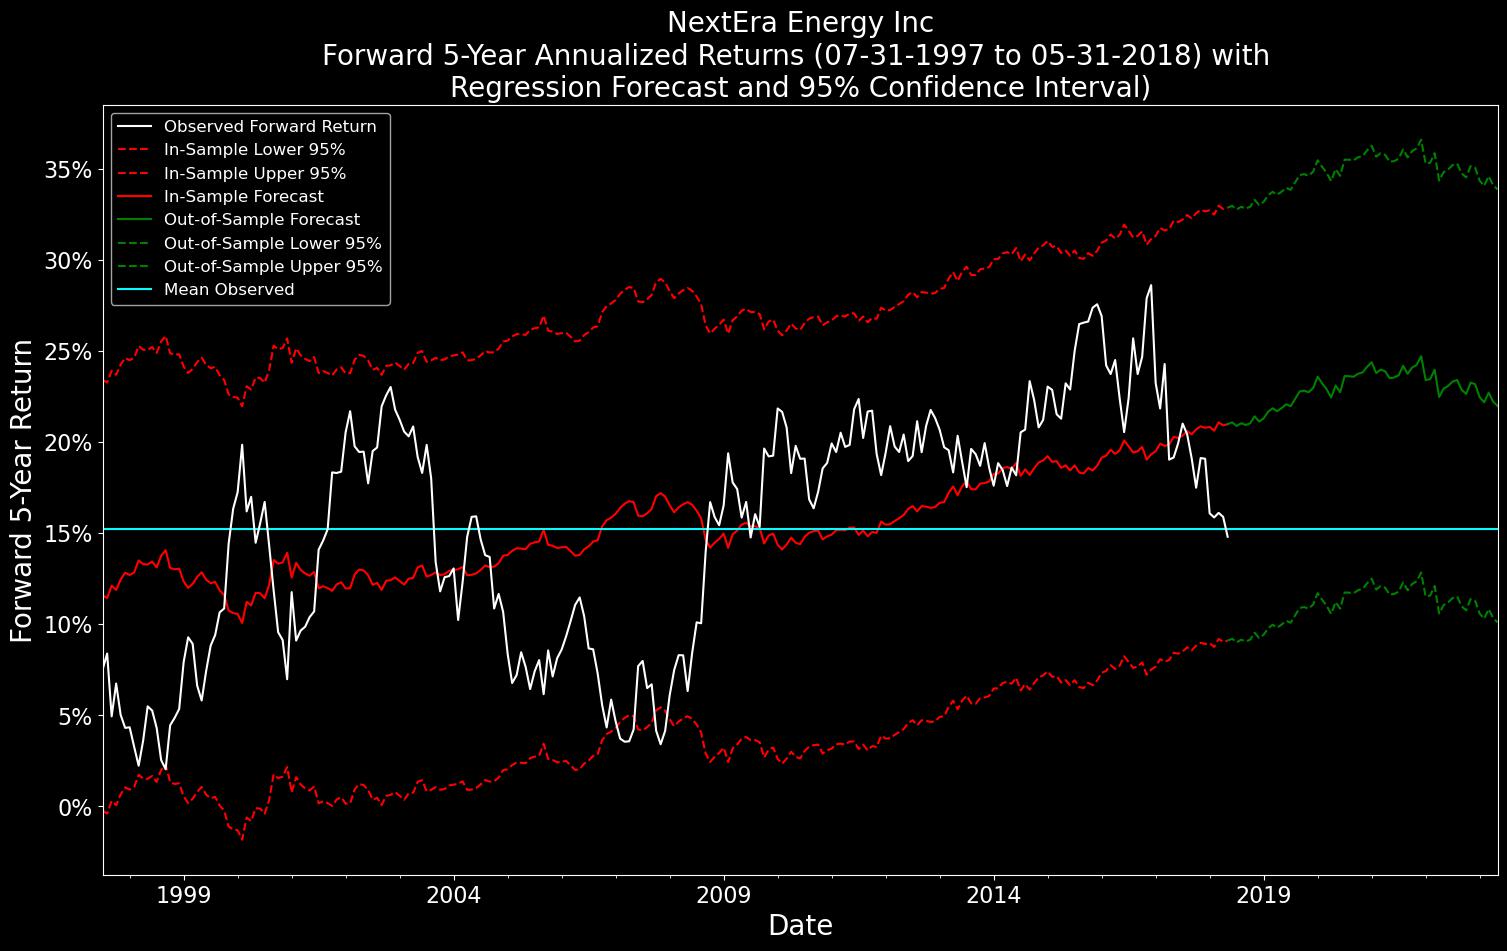 NextEra Energy Inc
Forward 5-Year Annualized Returns (07-31-1997 to 05-31-2018) with
Regression Forecast and 95% Confidence Interval)
Observed Forward Return
In-Sample Lower 95%
In-Sample Upper 95%
In-Sample Forecast
Out-of-Sample Forecast
Out-of-Sample Lower 95%
Out-of-Sample Upper 95%
Mean Observed
Forward 5-Year Return
35%
30%
25%
20%
15%
10%
5%
0%
1999
2004
2009
2014
2019
Date